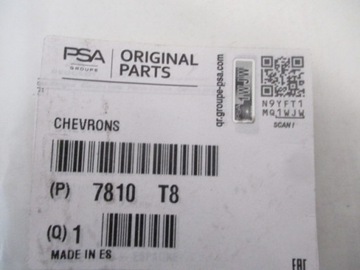 PSA
GROUPE
ORIGINAL
PARTS
qr.groupe-psa.com
N9YFT1
MQ1WJW
SCAN!
CHEVRONS
(P) 7810 T8
(Q) 1
MADE IN ES
EAC